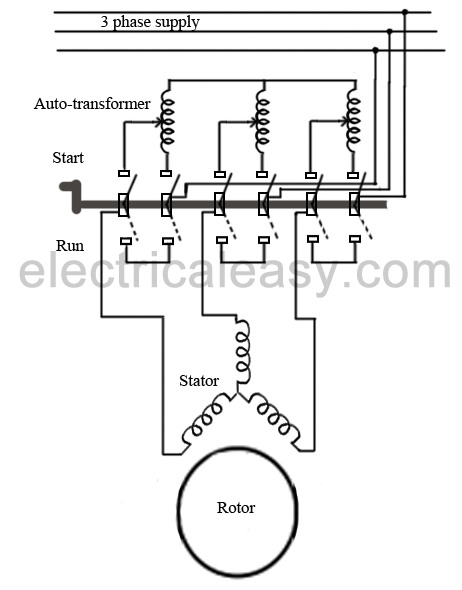 3 phase supply
Auto-transformer
Start
Run
electricaleasy.com
Stator
Rotor